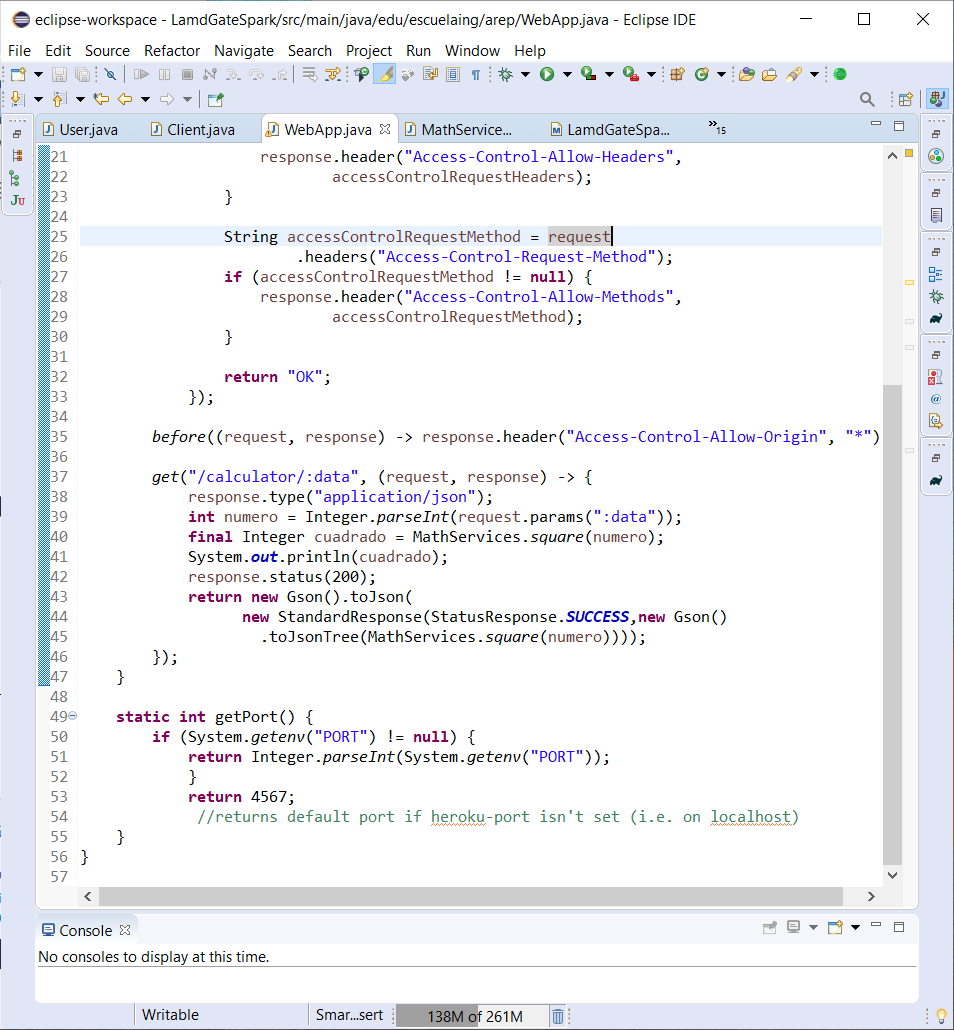 eclipse-workspace - LamdGateSpark/src/main/java/edu/escuelaing/arep/WebApp.java - Eclipse IDE
File Edit Source Refactor Navigate Search Project Run Window Help
User.java Client.java WebApp.java MathService... LamdGateSpa... »15
21 response.header("Access-Control-Allow-Headers",
22 accessControlRequestHeaders);
23 }
24
25 String accessControlRequestMethod = request
26 .headers("Access-Control-Request-Method");
27 if (accessControlRequestMethod != null) {
28 response.header("Access-Control-Allow-Methods",
29 accessControlRequestMethod);
30 }
31
32 return "OK";
33 });
34
35 before((request, response) -> response.header("Access-Control-Allow-Origin", "*")
36
37 get("/calculator/:data", (request, response) -> {
38 response.type("application/json");
39 int numero = Integer.parseInt(request.params(":data"));
40 final Integer cuadrado = MathServices.square(numero);
41 System.out.println(cuadrado);
42 response.status(200);
43 return new Gson().toJson(
44 new StandardResponse(StatusResponse.SUCCESS,new Gson()
45 .toJsonTree(MathServices.square(numero))));
46 });
47 }
48
49 static int getPort() {
50 if (System.getenv("PORT") != null) {
51 return Integer.parseInt(System.getenv("PORT"));
52 }
53 return 4567;
54 //returns default port if heroku-port isn't set (i.e. on localhost)
55 }
56 }
57
Console
No consoles to display at this time.
Writable Smar...sert 138M of 261M